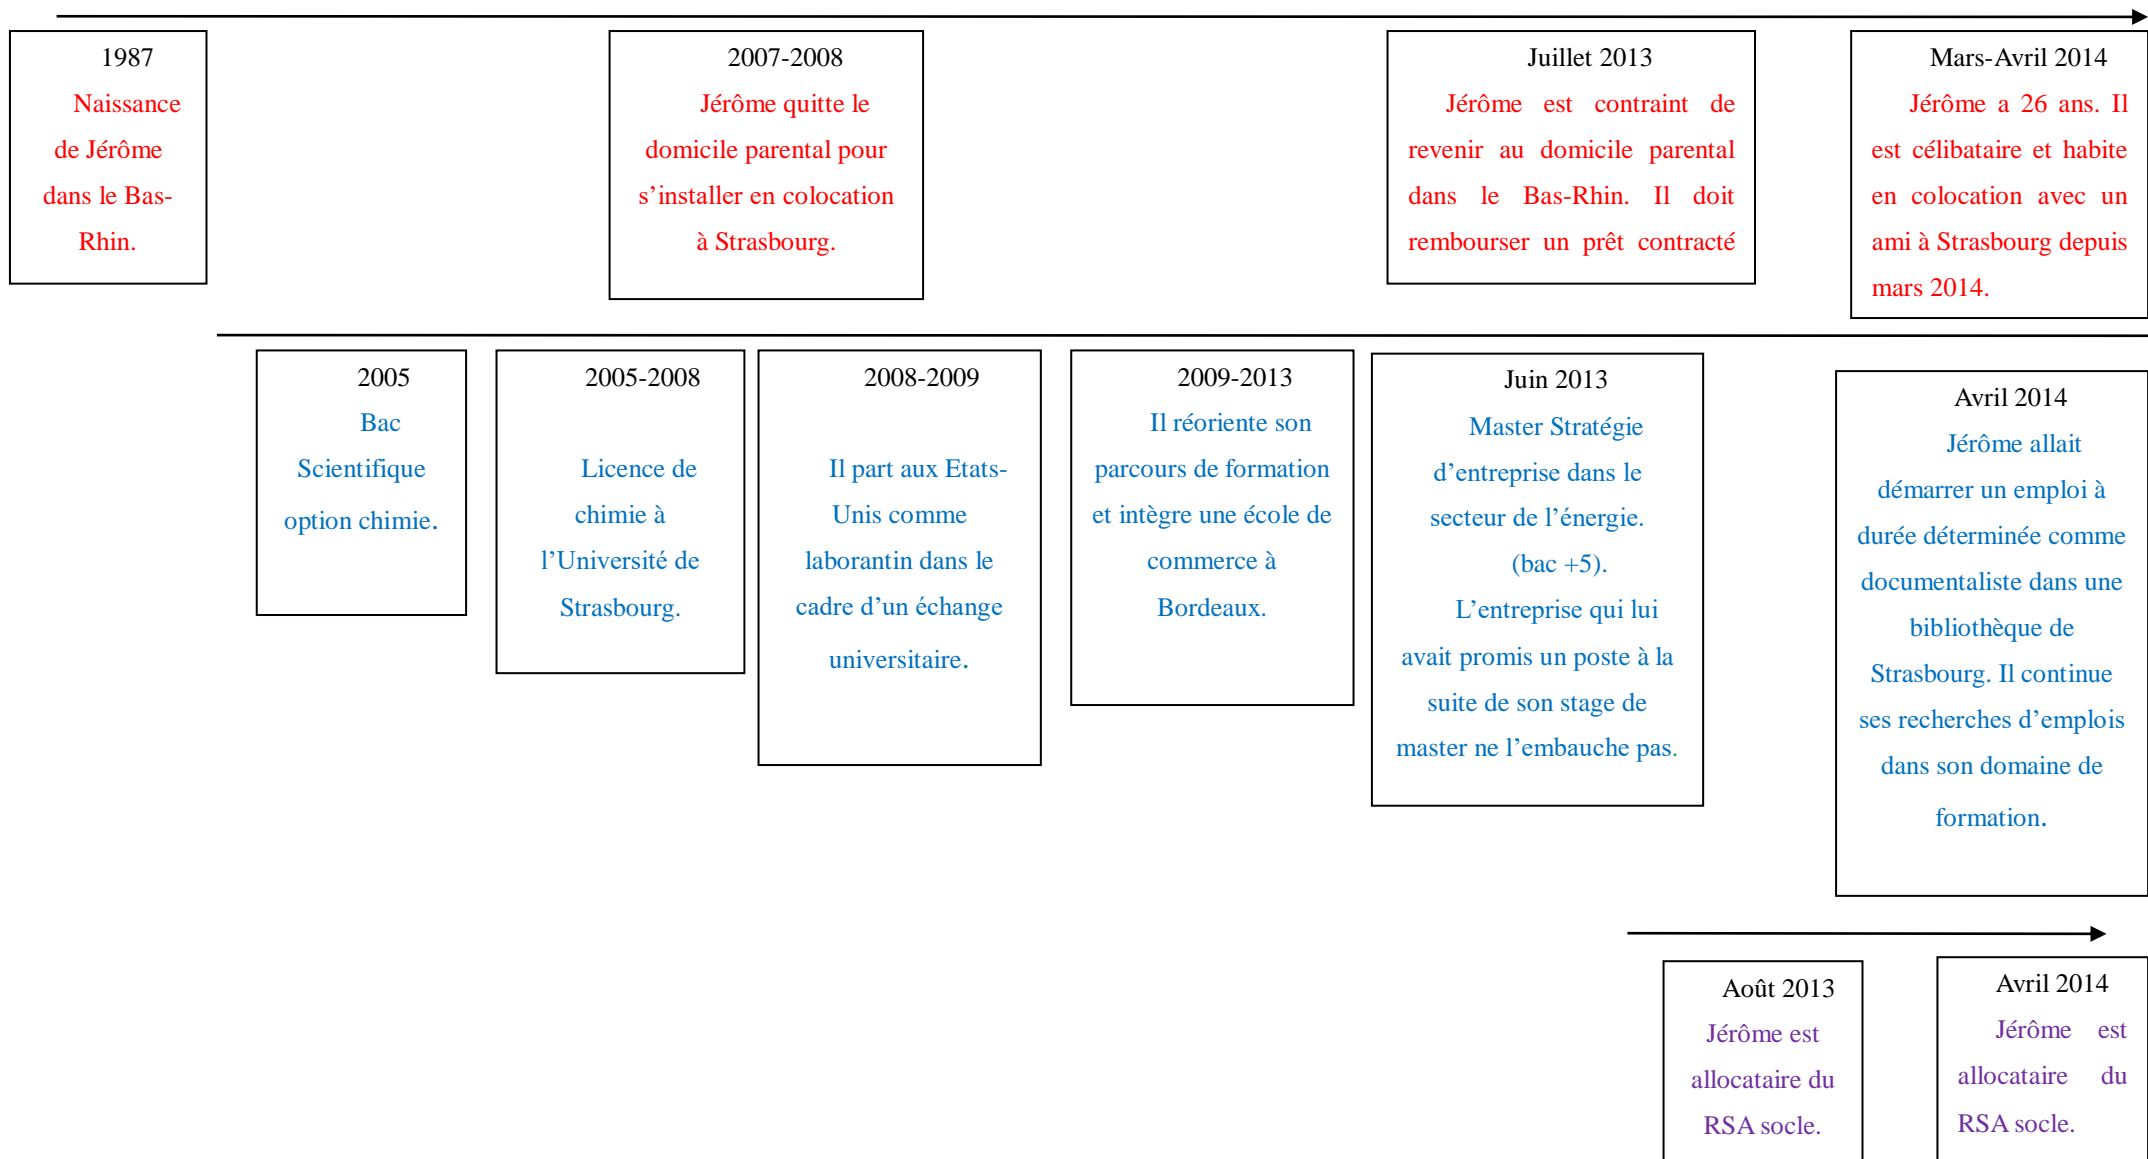 1987
Naissance
de Jérôme
dans le Bas-
Rhin.
2007-2008
Jérôme quitte le
domicile parental pour
s’installer en colocation
à Strasbourg.
Juillet 2013
Jérôme est contraint de
revenir au domicile parental
dans le Bas-Rhin. Il doit
rembourser un prêt contracté
Mars-Avril 2014
Jérôme a 26 ans. Il
est célibataire et habite
en colocation avec un
ami à Strasbourg depuis
mars 2014.
2005
Bac
Scientifique
option chimie.
2005-2008
Licence de
chimie à
l’Université de
Strasbourg.
2008-2009
Il part aux Etats-
Unis comme
laborantin dans le
cadre d’un échange
universitaire.
2009-2013
Il réoriente son
parcours de formation
et intègre une école de
commerce à
Bordeaux.
Juin 2013
Master Stratégie
d’entreprise dans le
secteur de l’énergie.
(bac +5).
L’entreprise qui lui
avait promis un poste à la
suite de son stage de
master ne l’embauche pas.
Avril 2014
Jérôme allait
démarrer un emploi à
durée déterminée comme
documentaliste dans une
bibliothèque de
Strasbourg. Il continue
ses recherches d’emplois
dans son domaine de
formation.
Août 2013
Jérôme est
allocataire du
RSA socle.
Avril 2014
Jérôme est
allocataire du
RSA socle.